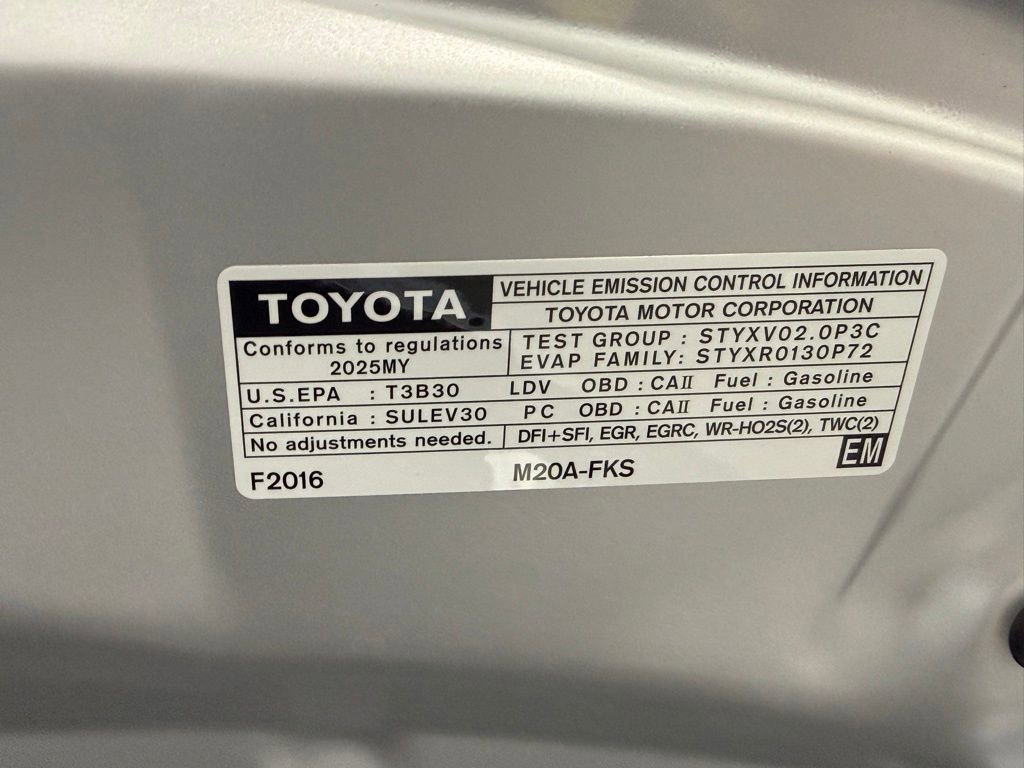 TOYOTA
VEHICLE EMISSION CONTROL INFORMATION
TOYOTA MOTOR CORPORATION
Conforms to regulations
2025MY
TEST GROUP : STYXV02.0P3C
EVAP FAMILY: STYXR0130P72
U.S.EPA : T3B30 LDV OBD : CAⅡ Fuel : Gasoline
California : SULEV30 PC OBD : CAⅡ Fuel : Gasoline
No adjustments needed. DFI+SFI, EGR, EGRC, WR-HO2S(2), TWC(2)
F2016 M20A-FKS EM